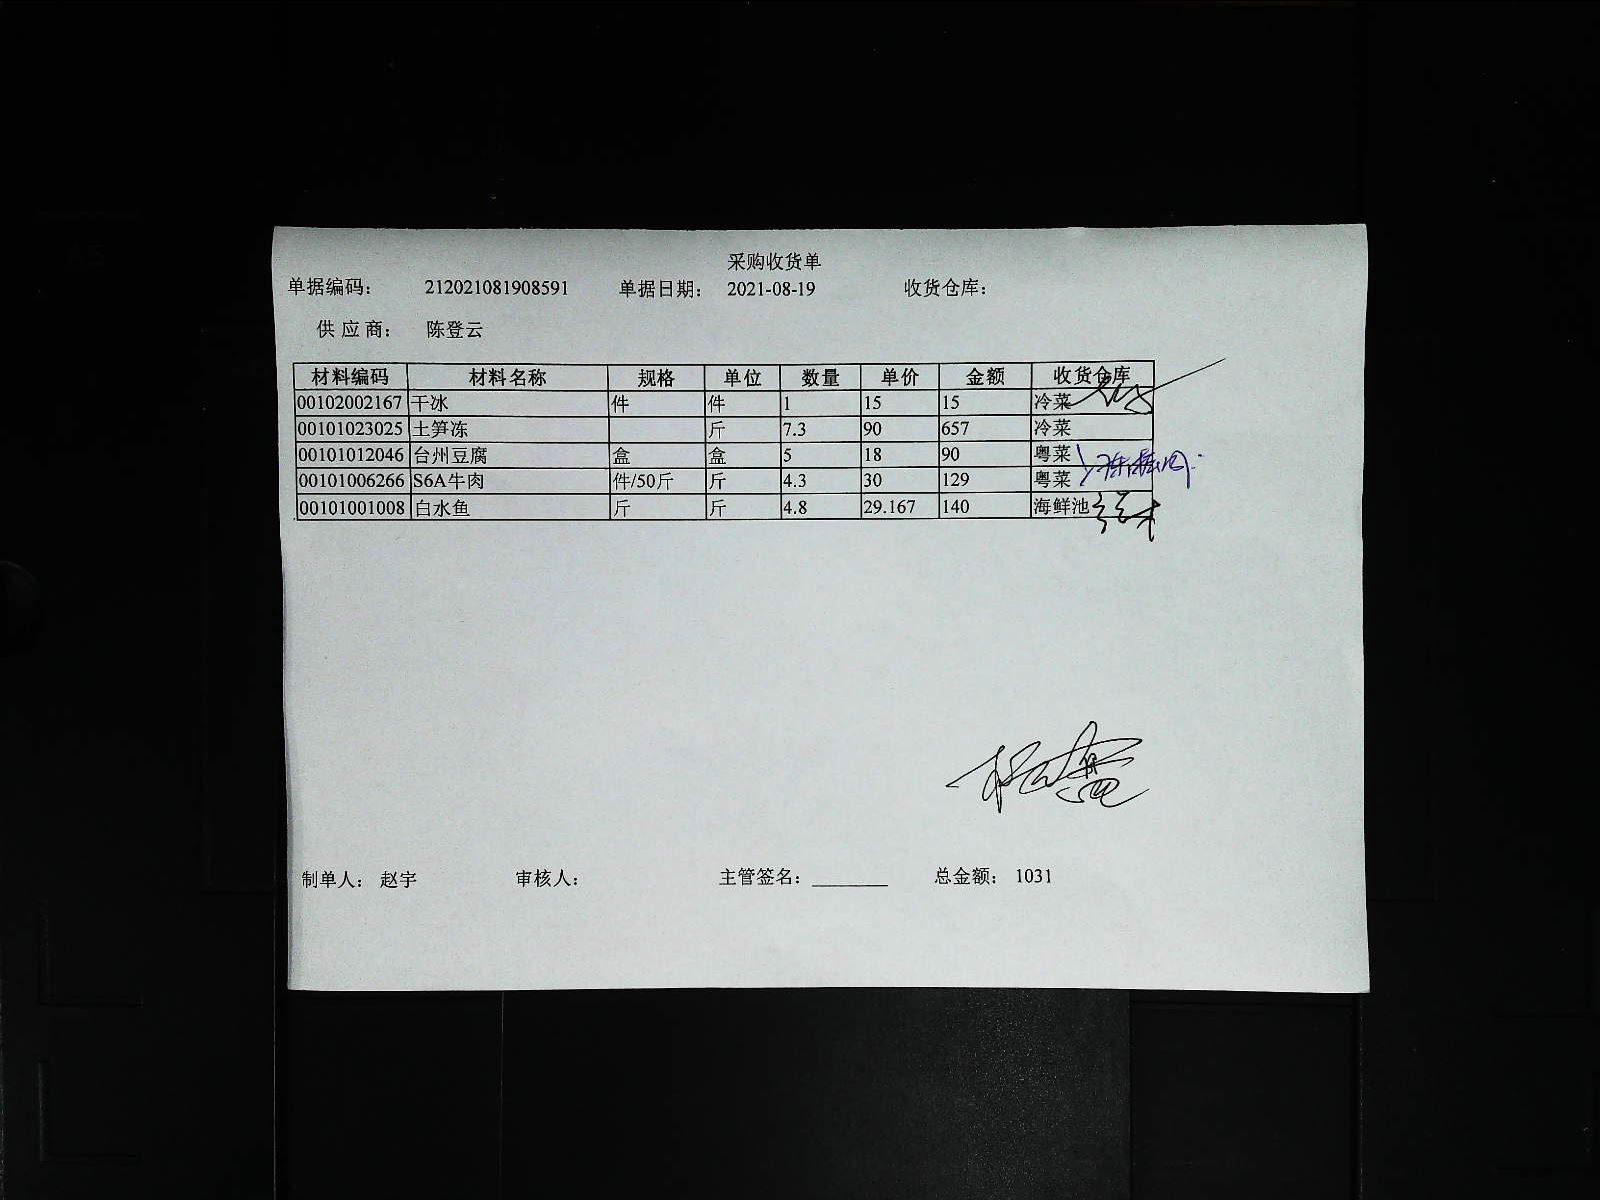 采购收货单
单据编码： 212021081908591 单据日期： 2021-08-19 收货仓库：
供应商： 陈登云
材料编码 材料名称 规格 单位 数量 单价 金额 收货仓库
00102002167 干冰 件 件 1 15 15 冷菜
00101023025 土笋冻 斤 7.3 90 657 冷菜
00101012046 台州豆腐 盒 盒 5 18 90 粤菜
00101006266 S6A牛肉 件/50斤 斤 4.3 30 129 粤菜
00101001008 白水鱼 斤 斤 4.8 29.167 140 海鲜池
制单人： 赵宇 审核人： 主管签名： 总金额： 1031